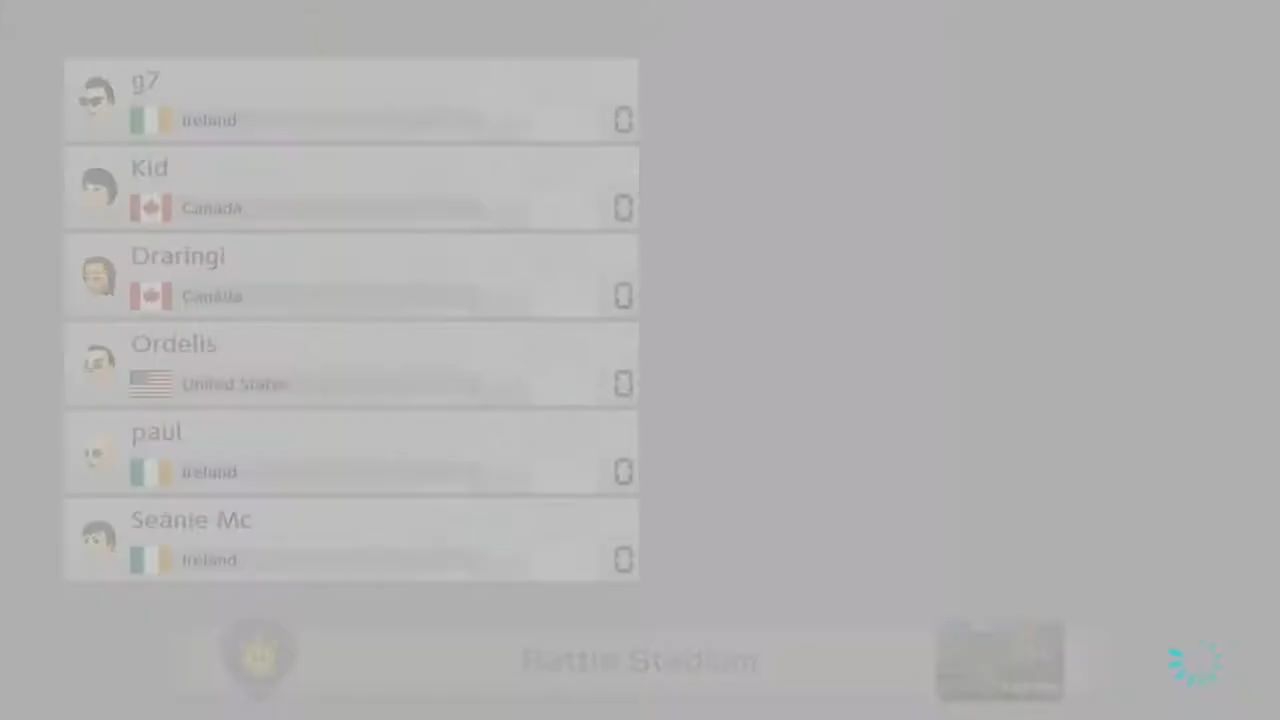 g7
Ireland
0
Kid
Canada
0
Draringi
Canada
0
Ordelis
United States
0
paul
Ireland
0
Seanie Mc
Ireland
0
Battle Stadium